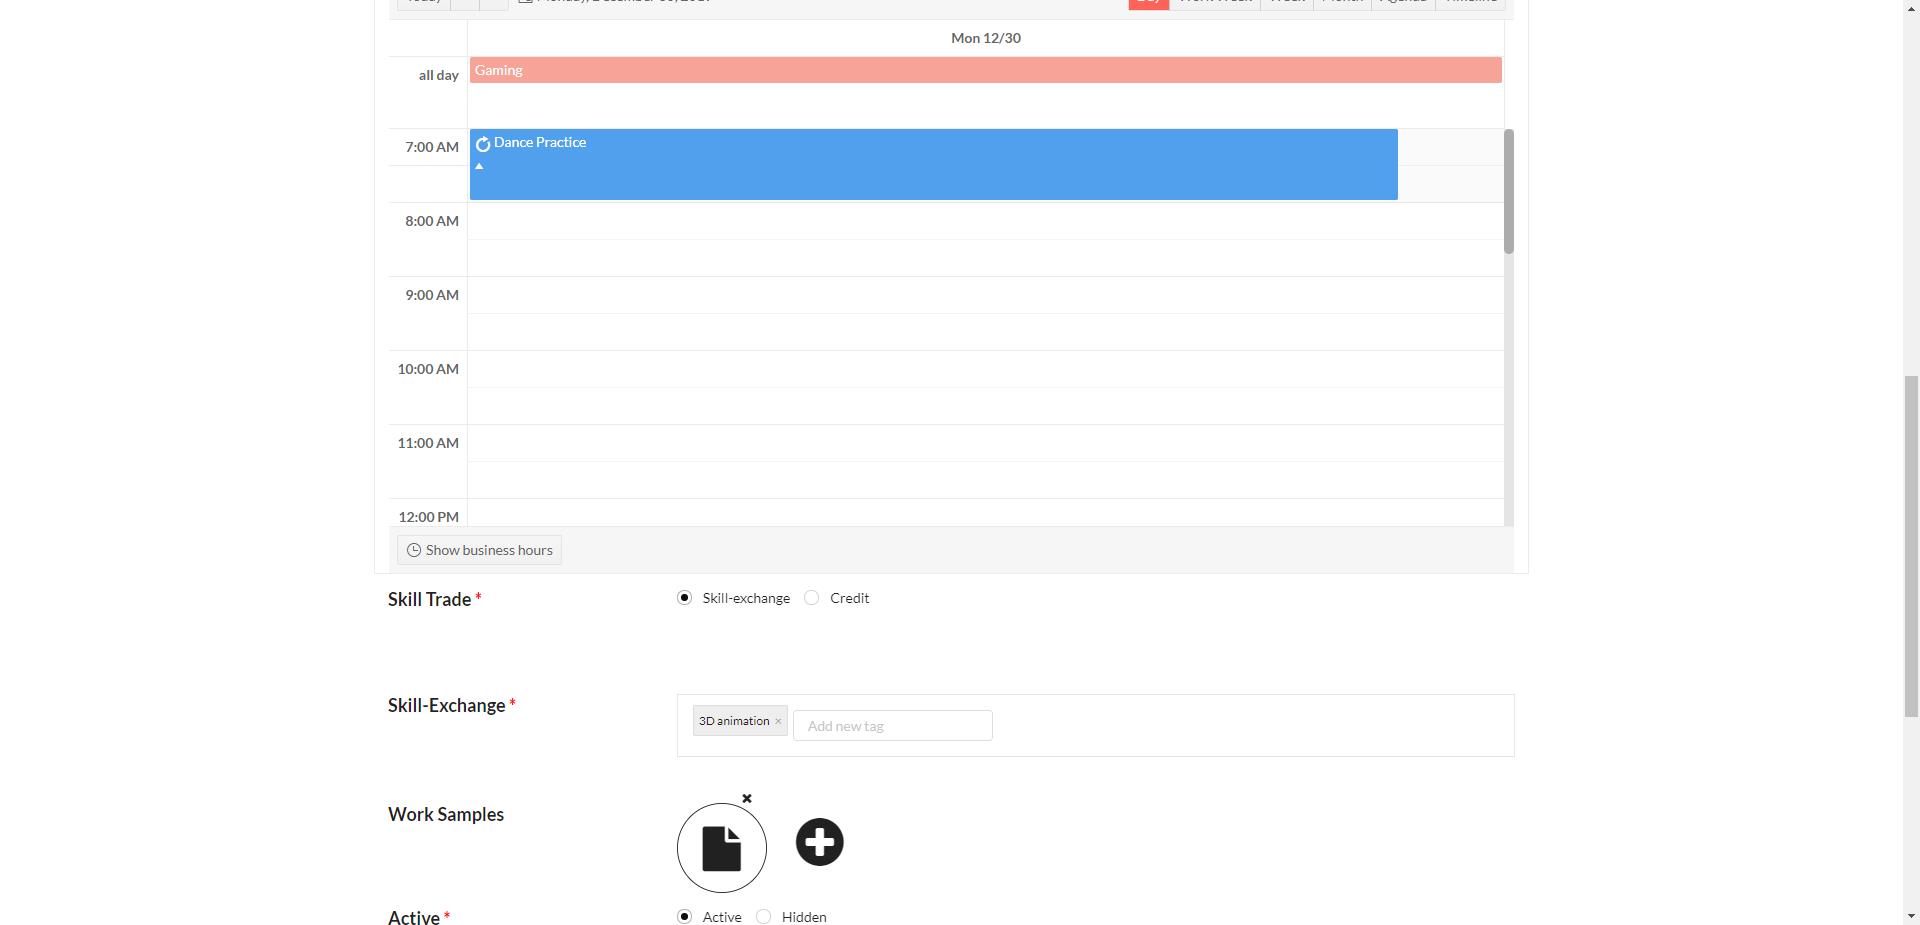 Mon 12/30
all day
Gaming
7:00 AM
Dance Practice
8:00 AM
9:00 AM
10:00 AM
11:00 AM
12:00 PM
Show business hours
Skill Trade *
Skill-exchange
Credit
Skill-Exchange *
3D animation ×
Add new tag
Work Samples
Active *
Active
Hidden